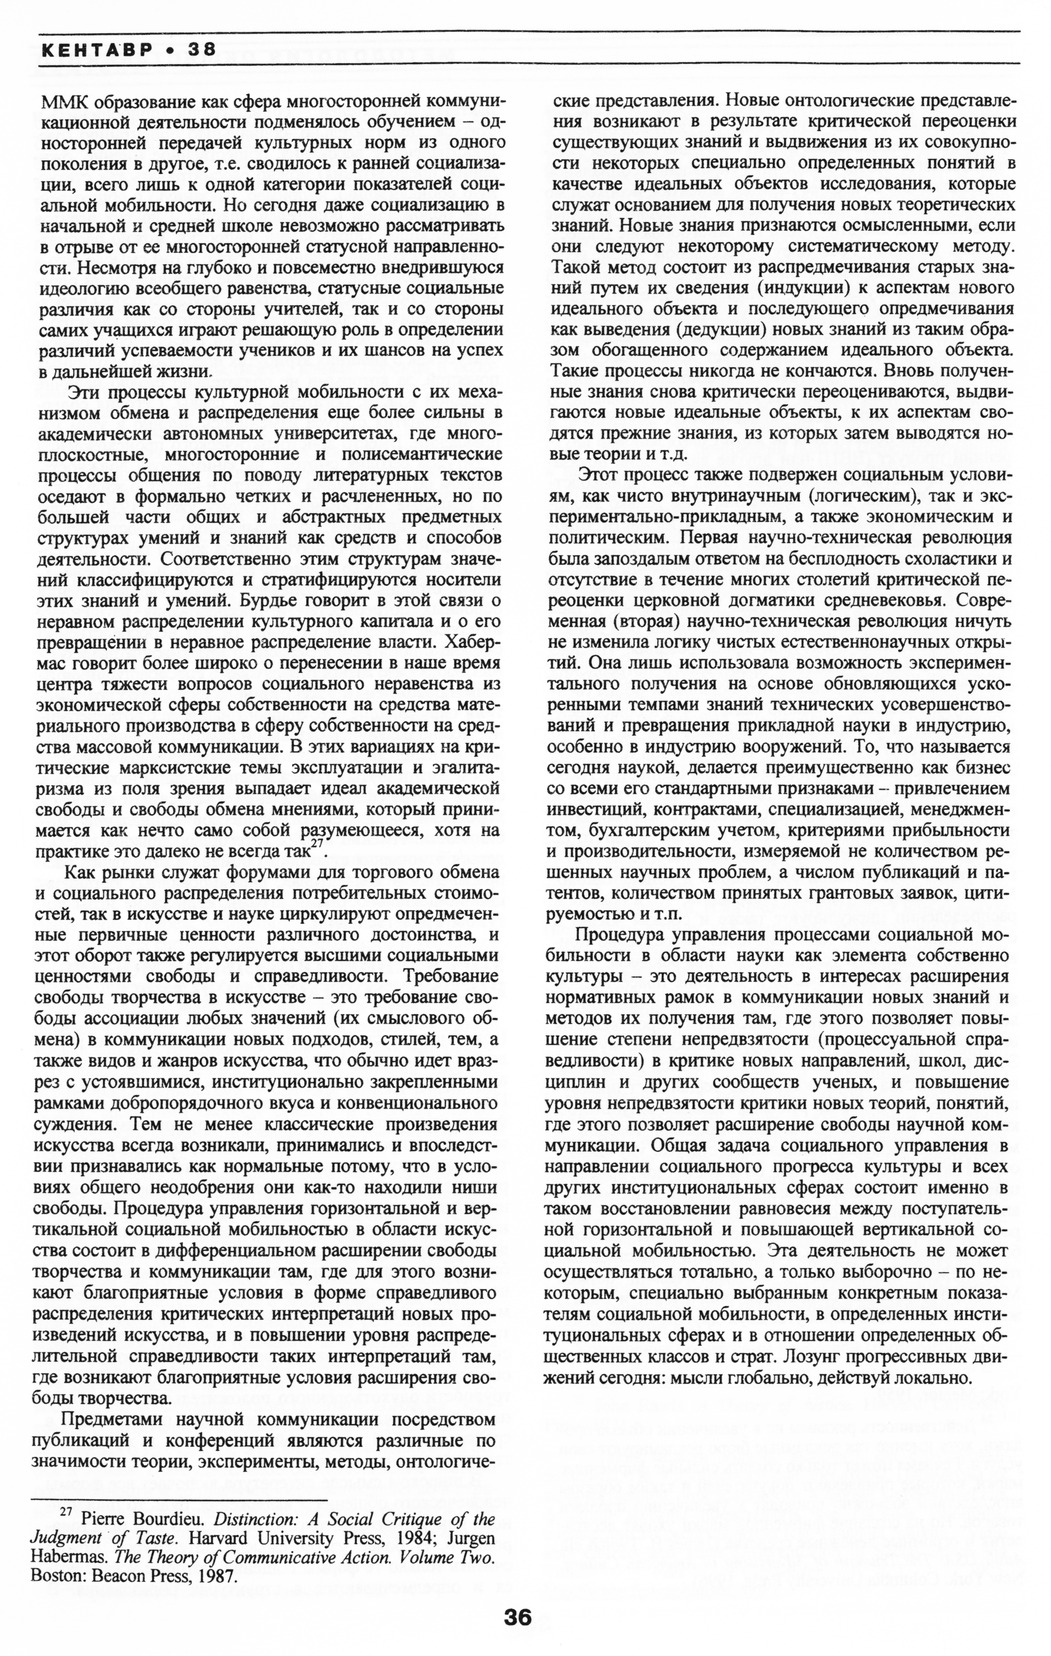 КЕНТАВР • 38
ММК образование как сфера многосторонней коммуни-
кационной деятельности подменялось обучением – од-
носторонней передачей культурных норм из одного
поколения в другое, т.е. сводилось к ранней социализа-
ции, всего лишь к одной категории показателей соци-
альной мобильности. Но сегодня даже социализацию в
начальной и средней школе невозможно рассматривать
в отрыве от ее многосторонней статусной направленно-
сти. Несмотря на глубоко и повсеместно внедрившуюся
идеологию всеобщего равенства, статусные социальные
различия как со стороны учителей, так и со стороны
самих учащихся играют решающую роль в определении
различий успеваемости учеников и их шансов на успех
в дальнейшей жизни.
Эти процессы культурной мобильности с их меха-
низмом обмена и распределения еще более сильны в
академически автономных университетах, где много-
плоскостные, многосторонние и полисемантические
процессы общения по поводу литературных текстов
оседают в формально четких и расчлененных, но по
большей части общих и абстрактных предметных
структурах умений и знаний как средств и способов
деятельности. Соответственно этим структурам значе-
ний классифицируются и стратифицируются носители
этих знаний и умений. Бурдье говорит в этой связи о
неравном распределении культурного капитала и о его
превращении в неравное распределение власти. Хабер-
мас говорит более широко о перенесении в наше время
центра тяжести вопросов социального неравенства из
экономической сферы собственности на средства мате-
риального производства в сферу собственности на сред-
ства массовой коммуникации. В этих вариациях на кри-
тические марксистские темы эксплуатации и эгалита-
ризма из поля зрения выпадает идеал академической
свободы и свободы обмена мнениями, который прини-
мается как нечто само собой разумеющееся, хотя на
практике это далеко не всегда так27.
Как рынки служат форумами для торгового обмена
и социального распределения потребительных стоимо-
стей, так в искусстве и науке циркулируют опредмечен-
ные первичные ценности различного достоинства, и
этот оборот также регулируется высшими социальными
ценностями свободы и справедливости. Требование
свободы творчества в искусстве – это требование сво-
боды ассоциации любых значений (их смыслового об-
мена) в коммуникации новых подходов, стилей, тем, а
также видов и жанров искусства, что обычно идет враз-
рез с устоявшимися, институционально закрепленными
рамками добропорядочного вкуса и конвенционального
суждения. Тем не менее классические произведения
искусства всегда возникали, принимались и впоследст-
вии признавались как нормальные потому, что в усло-
виях общего неодобрения они как-то находили ниши
свободы. Процедура управления горизонтальной и вер-
тикальной социальной мобильностью в области искус-
ства состоит в дифференциальном расширении свободы
творчества и коммуникации там, где для этого возни-
кают благоприятные условия в форме справедливого
распределения критических интерпретаций новых про-
изведений искусства, и в повышении уровня распреде-
лительной справедливости таких интерпретаций там,
где возникают благоприятные условия расширения сво-
боды творчества.
Предметами научной коммуникации посредством
публикаций и конференций являются различные по
значимости теории, эксперименты, методы, онтологиче-
27 Pierre Bourdieu. Distinction: A Social Critique of the
Judgment of Taste. Harvard University Press, 1984; Jurgen
Habermas. The Theory of Communicative Action. Volume Two.
Boston: Beacon Press, 1987.
ские представления. Новые онтологические представле-
ния возникают в результате критической переоценки
существующих знаний и выдвижения из их совокупно-
сти некоторых специально определенных понятий в
качестве идеальных объектов исследования, которые
служат основанием для получения новых теоретических
знаний. Новые знания признаются осмысленными, если
они следуют некоторому систематическому методу.
Такой метод состоит из распредмечивания старых зна-
ний путем их сведения (индукции) к аспектам нового
идеального объекта и последующего опредмечивания
как выведения (дедукции) новых знаний из таким обра-
зом обогащенного содержанием идеального объекта.
Такие процессы никогда не кончаются. Вновь получен-
ные знания снова критически переоцениваются, выдви-
гаются новые идеальные объекты, к их аспектам сво-
дятся прежние знания, из которых затем выводятся но-
вые теории и т.д.
Этот процесс также подвержен социальным услови-
ям, как чисто внутринаучным (логическим), так и экс-
периментально-прикладным, а также экономическим и
политическим. Первая научно-техническая революция
была запоздалым ответом на бесплодность схоластики и
отсутствие в течение многих столетий критической пе-
реоценки церковной догматики средневековья. Совре-
менная (вторая) научно-техническая революция ничуть
не изменила логику чистых естественнонаучных откры-
тий. Она лишь использовала возможность эксперимен-
тального получения на основе обновляющихся уско-
ренными темпами знаний технических усовершенство-
ваний и превращения прикладной науки в индустрию,
особенно в индустрию вооружений. То, что называется
сегодня наукой, делается преимущественно как бизнес
со всеми его стандартными признаками – привлечением
инвестиций, контрактами, специализацией, менеджмен-
том, бухгалтерским учетом, критериями прибыльности
и производительности, измеряемой не количеством ре-
шенных научных проблем, а числом публикаций и па-
тентов, количеством принятых грантовых заявок, цити-
руемостью и т.п.
Процедура управления процессами социальной мо-
бильности в области науки как элемента собственно
культуры – это деятельность в интересах расширения
нормативных рамок в коммуникации новых знаний и
методов их получения там, где этого позволяет повы-
шение степени непредвзятости (процессуальной спра-
ведливости) в критике новых направлений, школ, дис-
циплин и других сообществ ученых, и повышение
уровня непредвзятости критики новых теорий, понятий,
где этого позволяет расширение свободы научной ком-
муникации. Общая задача социального управления в
направлении социального прогресса культуры и всех
других институциональных сферах состоит именно в
таком восстановлении равновесия между поступатель-
ной горизонтальной и повышающей вертикальной со-
циальной мобильностью. Эта деятельность не может
осуществляться тотально, а только выборочно – по не-
которым, специально выбранным конкретным показа-
телям социальной мобильности, в определенных инсти-
туциональных сферах и в отношении определенных об-
щественных классов и страт. Лозунг прогрессивных дви-
жений сегодня: мысли глобально, действуй локально.
36